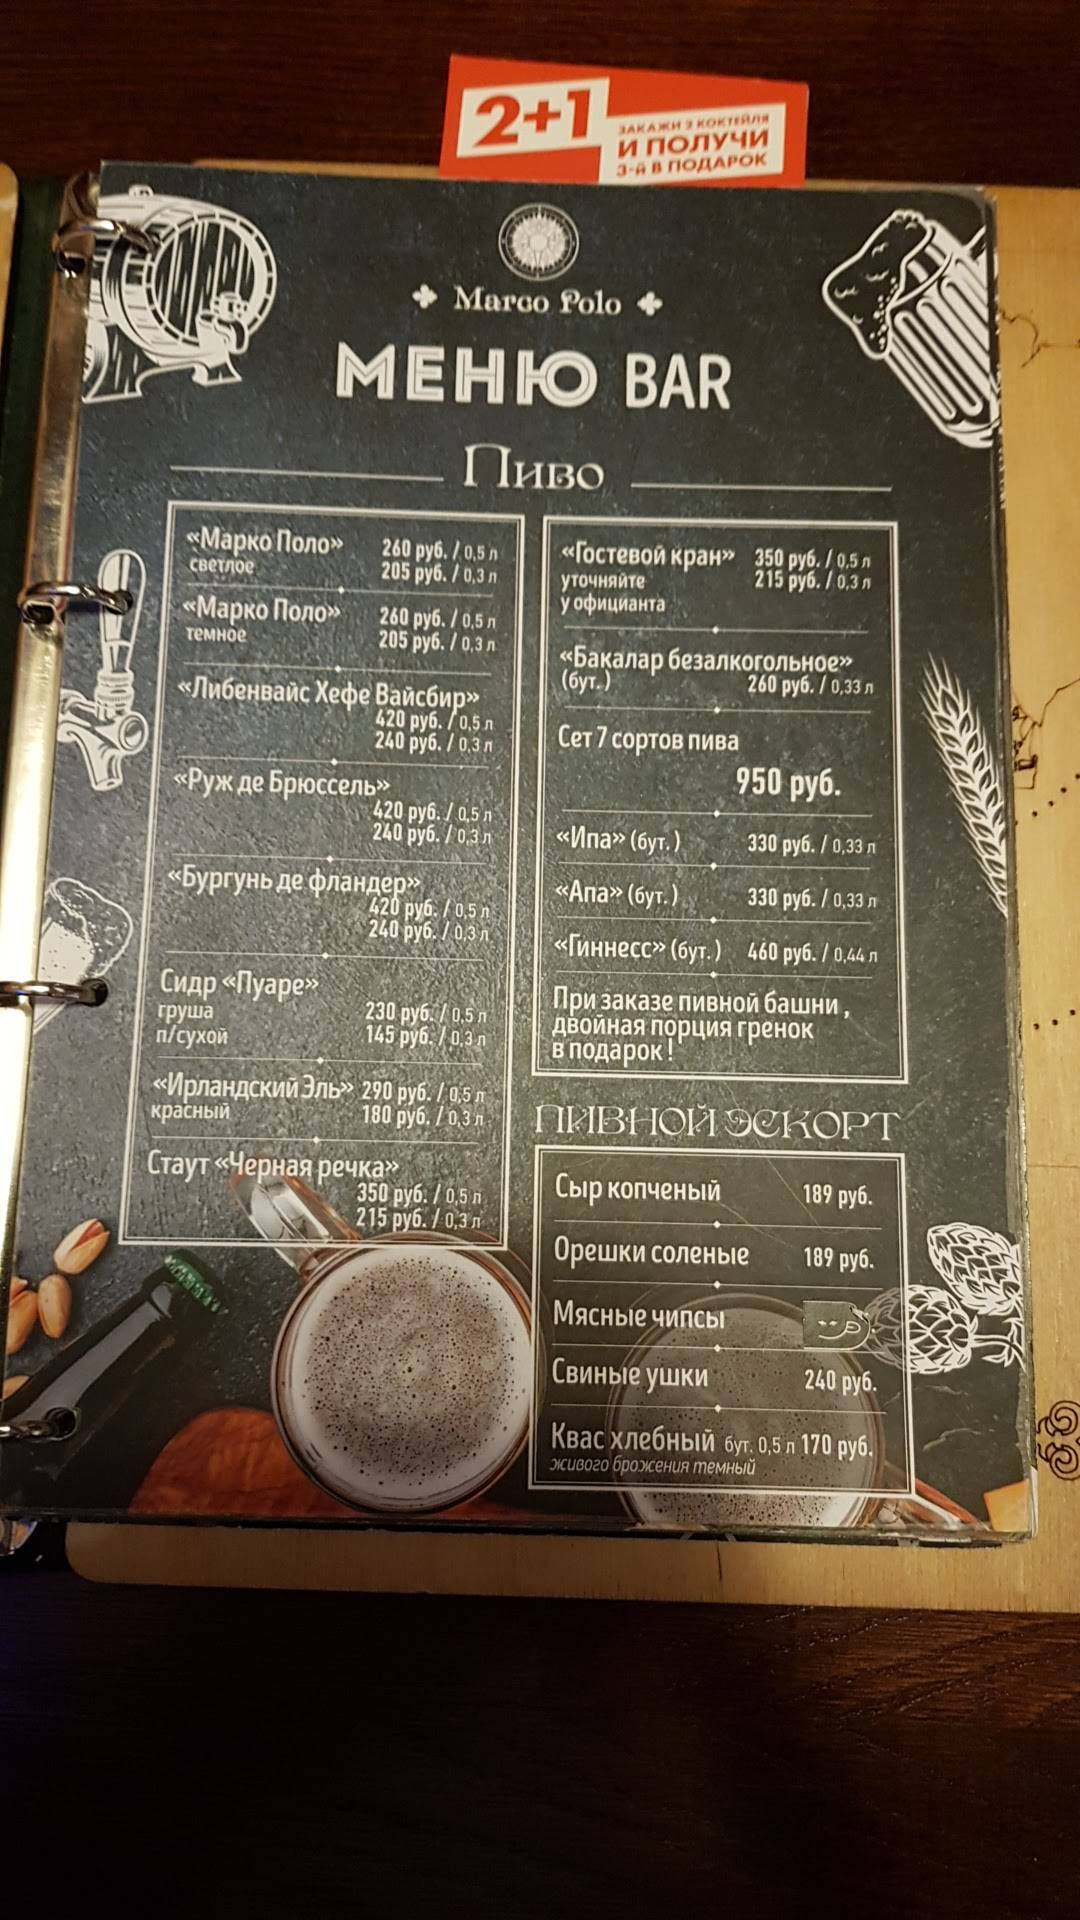 2+1
ЗАКАЖИ 2 КОКТЕЙЛЯ
И ПОЛУЧИ
3-й В ПОДАРОК
Marco Polo
МЕНЮ BAR
Пиво
«Марко Поло» 260 руб. / 0,5 л
светлое 205 руб. / 0,3 л
«Марко Поло» 260 руб. / 0,5 л
темное 205 руб. / 0,3 л
«Либенвайс Хефе Вайсбир»
420 руб. / 0,5 л
240 руб. / 0,3 л
«Руж де Брюссель»
420 руб. / 0,5 л
240 руб. / 0,3 л
«Бургунь де фландер»
420 руб. / 0,5 л
240 руб. / 0,3 л
Сидр «Пуаре»
груша 230 руб. / 0,5 л
п/сухой 145 руб. / 0,3 л
«Ирландский Эль» 290 руб. / 0,5 л
красный 180 руб. / 0,3 л
Стаут «Черная речка»
350 руб. / 0,5 л
215 руб. / 0,3 л
«Гостевой кран» 350 руб. / 0,5 л
уточняйте 215 руб. / 0,3 л
у официанта
«Бакалар безалкогольное»
(бут.) 260 руб. / 0,33 л
Сет 7 сортов пива
950 руб.
«Ипа» (бут.) 330 руб. / 0,33 л
«Апа» (бут.) 330 руб. / 0,33 л
«Гиннесс» (бут.) 460 руб. / 0,44 л
При заказе пивной башни ,
двойная порция гренок
в подарок !
ПИВНОЙ ЭСКОРТ
Сыр копченый 189 руб.
Орешки соленые 189 руб.
Мясные чипсы
Свиные ушки 240 руб.
Квас хлебный бут. 0,5 л 170 руб.
живого брожения темный